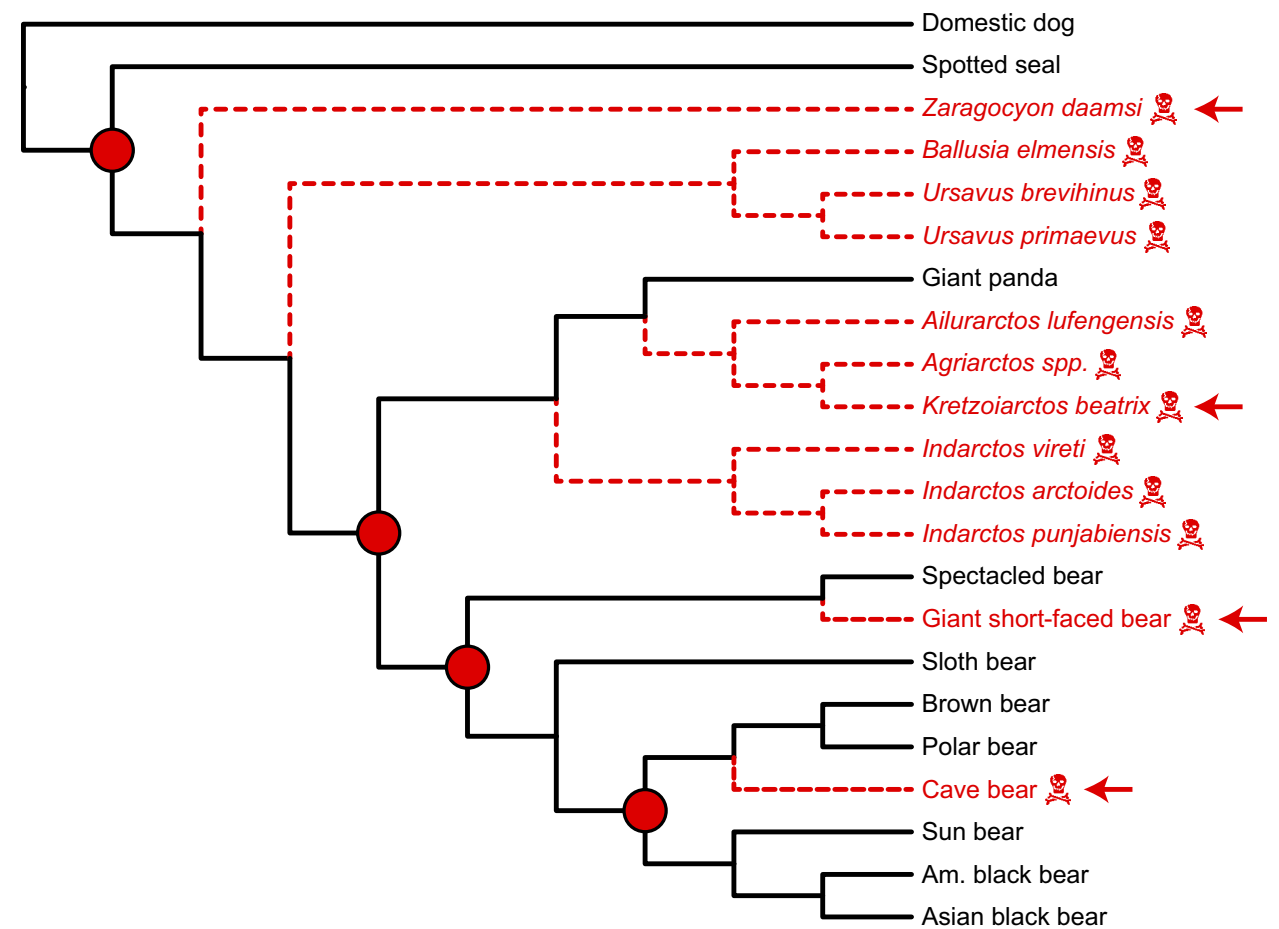 Domestic dog
Spotted seal
Zaragocyon daamsi
Ballusia elmensis
Ursavus brevihinus
Ursavus primaevus
Giant panda
Ailurarctos lufengensis
Agriarctos spp.
Kretzoiarctos beatrix
Indarctos vireti
Indarctos arctoides
Indarctos punjabiensis
Spectacled bear
Giant short-faced bear
Sloth bear
Brown bear
Polar bear
Cave bear
Sun bear
Am. black bear
Asian black bear